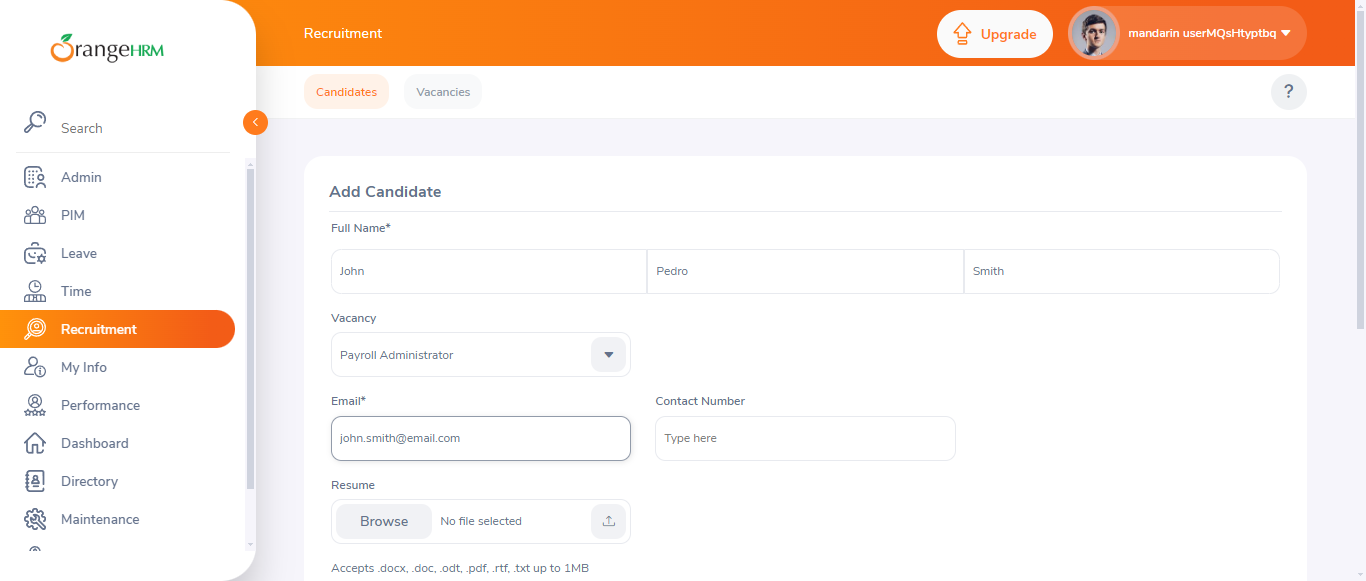 OrangeHRM
Recruitment
Upgrade
mandarin userMQsHtyptbq
Candidates
Vacancies
?
Search
Admin
PIM
Leave
Time
Recruitment
My Info
Performance
Dashboard
Directory
Maintenance
Add Candidate
Full Name*
John
Pedro
Smith
Vacancy
Payroll Administrator
Email*
Contact Number
john.smith@email.com
Type here
Resume
Browse
No file selected
Accepts .docx, .doc, .odt, .pdf, .rtf, .txt up to 1MB